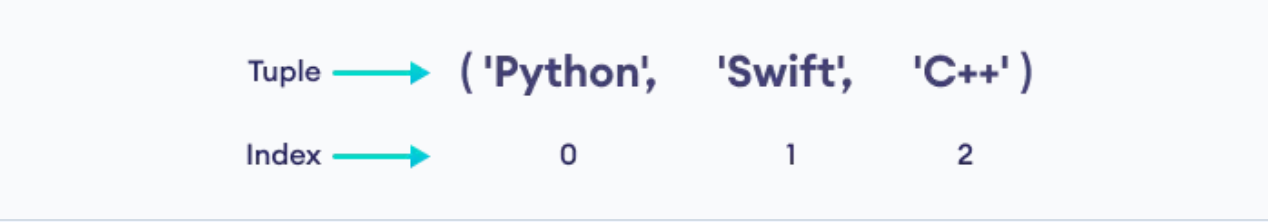 Tuple ( 'Python', 'Swift', 'C++' )
Index 0 1 2